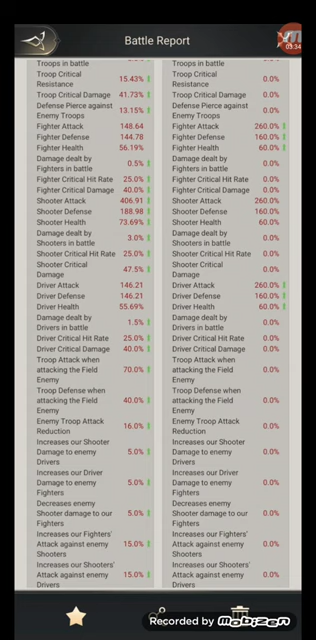 Battle Report
03:34
Troops in battle
Troops in battle
Troop Critical
Resistance
15.43%
Troop Critical
Resistance
0.0%
Troop Critical Damage 41.73%
Troop Critical Damage 0.0%
Defense Pierce against
Enemy Troops
13.15%
Defense Pierce against
Enemy Troops
0.0%
Fighter Attack 148.64
Fighter Attack 260.0%
Fighter Defense 144.78
Fighter Defense 160.0%
Fighter Health 56.19%
Fighter Health 60.0%
Damage dealt by
Fighters in battle
0.5%
Damage dealt by
Fighters in battle
0.0%
Fighter Critical Hit Rate 25.0%
Fighter Critical Hit Rate 0.0%
Fighter Critical Damage 40.0%
Fighter Critical Damage 0.0%
Shooter Attack 406.91
Shooter Attack 260.0%
Shooter Defense 188.98
Shooter Defense 160.0%
Shooter Health 73.69%
Shooter Health 60.0%
Damage dealt by
Shooters in battle
3.0%
Damage dealt by
Shooters in battle
0.0%
Shooter Critical Hit Rate 25.0%
Shooter Critical Hit Rate 0.0%
Shooter Critical
Damage
47.5%
Shooter Critical
Damage
0.0%
Driver Attack 146.21
Driver Attack 260.0%
Driver Defense 146.21
Driver Defense 160.0%
Driver Health 55.69%
Driver Health 60.0%
Damage dealt by
Drivers in battle
1.5%
Damage dealt by
Drivers in battle
0.0%
Driver Critical Hit Rate 25.0%
Driver Critical Hit Rate 0.0%
Driver Critical Damage 40.0%
Driver Critical Damage 0.0%
Troop Attack when
attacking the Field
Enemy
70.0%
Troop Attack when
attacking the Field
Enemy
0.0%
Troop Defense when
attacking the Field
Enemy
40.0%
Troop Defense when
attacking the Field
Enemy
0.0%
Enemy Troop Attack
Reduction
16.0%
Enemy Troop Attack
Reduction
0.0%
Increases our Shooter
Damage to enemy
Drivers
5.0%
Increases our Shooter
Damage to enemy
Drivers
0.0%
Increases our Driver
Damage to enemy
Fighters
5.0%
Increases our Driver
Damage to enemy
Fighters
0.0%
Decreases enemy
Shooter damage to our
Fighters
5.0%
Decreases enemy
Shooter damage to our
Fighters
0.0%
Increases our Fighters'
Attack against enemy
Shooters
15.0%
Increases our Fighters'
Attack against enemy
Shooters
0.0%
Increases our Shooters'
Attack against enemy
Drivers
15.0%
Increases our Shooters'
Attack against enemy
Drivers
0.0%
Recorded by mobizen